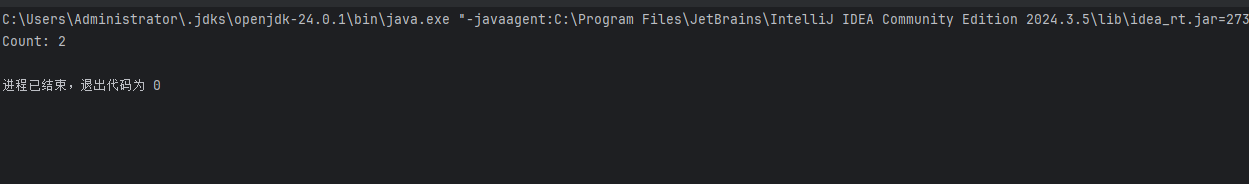 C:\Users\Administrator\.jdks\openjdk-24.0.1\bin\java.exe "-javaagent:C:\Program Files\JetBrains\IntelliJ IDEA Community Edition 2024.3.5\lib\idea_rt.jar=273
Count: 2
进程已结束，退出代码为 0